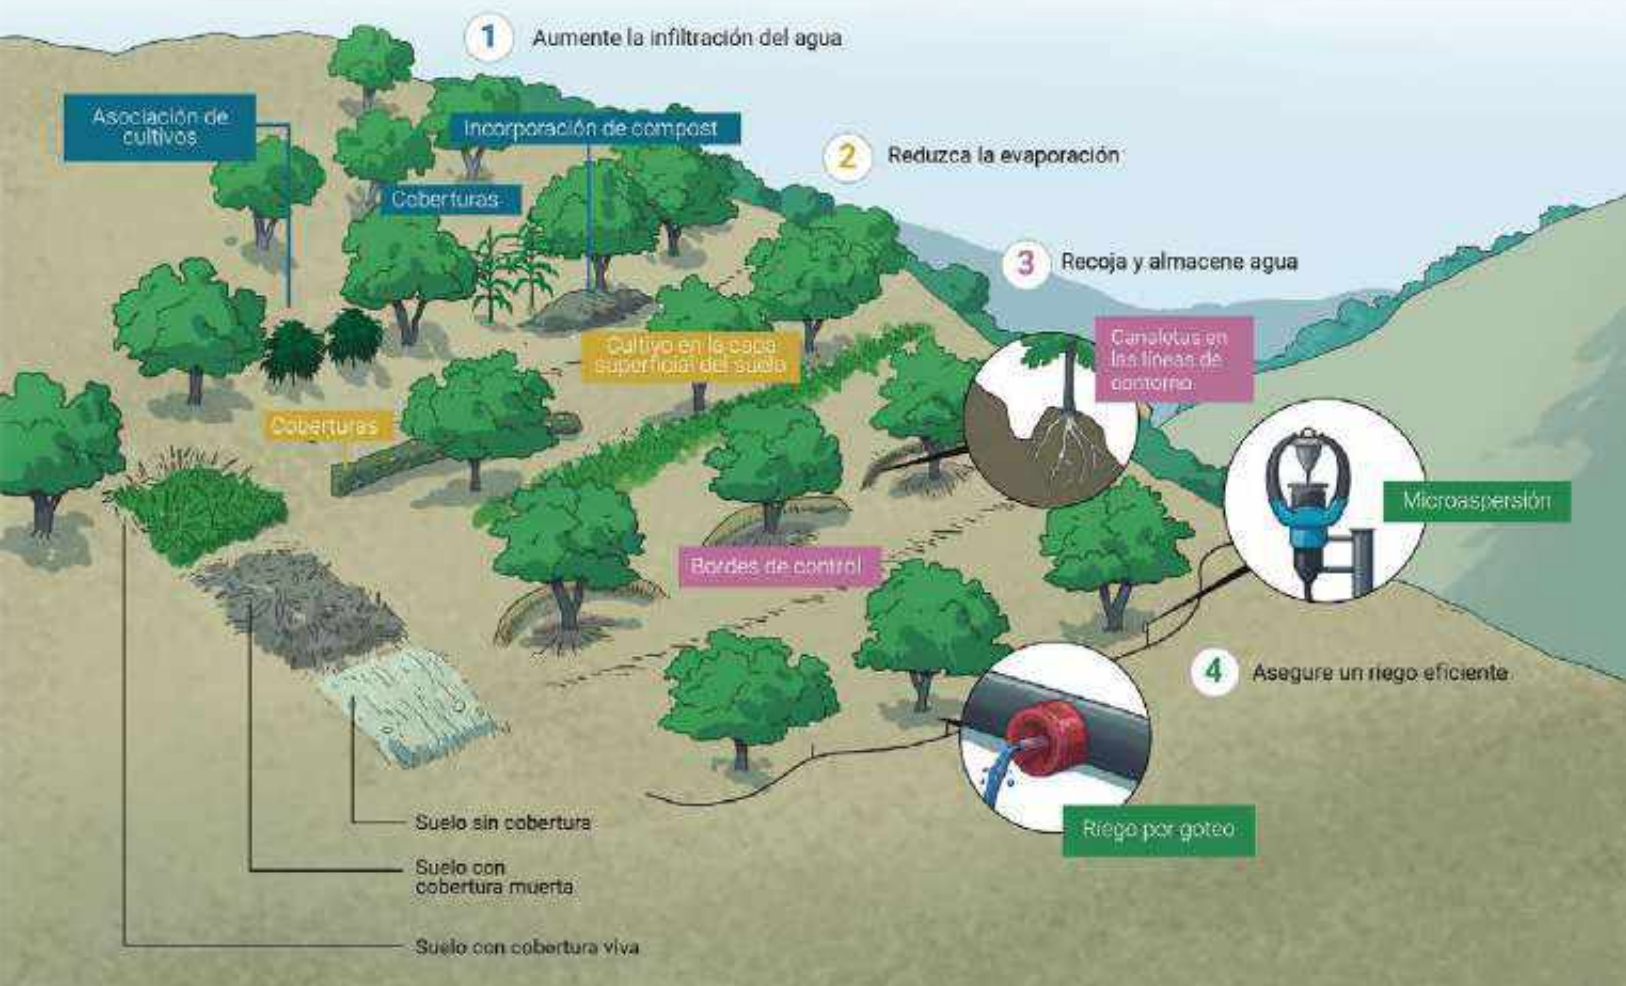 1
Aumente la infiltración del agua
Asociación de
cultivos
Incorporación de compost
Coberturas
2
Reduzca la evaporación
3
Recoja y almacene agua
Cultivo en la capa
superficial del suelo
Coberturas
Canaletas en
las líneas de
contorno
Microaspersión
Bordes de control
4
Asegure un riego eficiente
Riego por goteo
Suelo sin cobertura
Suelo con
cobertura muerta
Suelo con cobertura viva